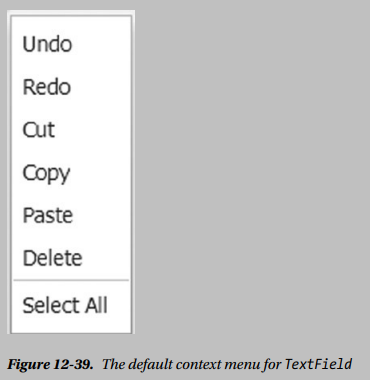 Undo
Redo
Cut
Copy
Paste
Delete
Select All
Figure 12-39. The default context menu for TextField